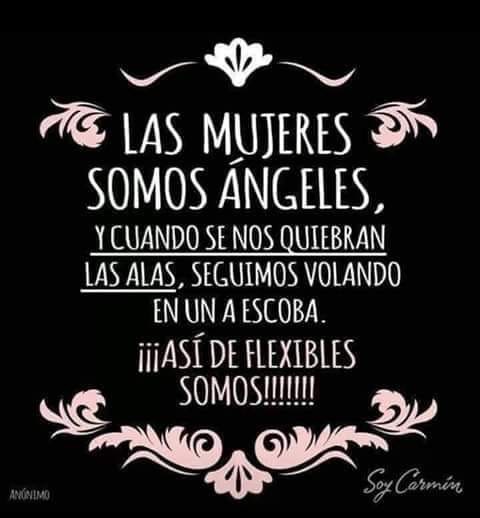 LAS MUJERES
SOMOS ÁNGELES,
Y CUANDO SE NOS QUIEBRAN
LAS ALAS, SEGUIMOS VOLANDO
EN UN A ESCOBA.
¡¡¡ASÍ DE FLEXIBLES
SOMOS!!!!!!!
ANÓNIMO
Soy Carmín